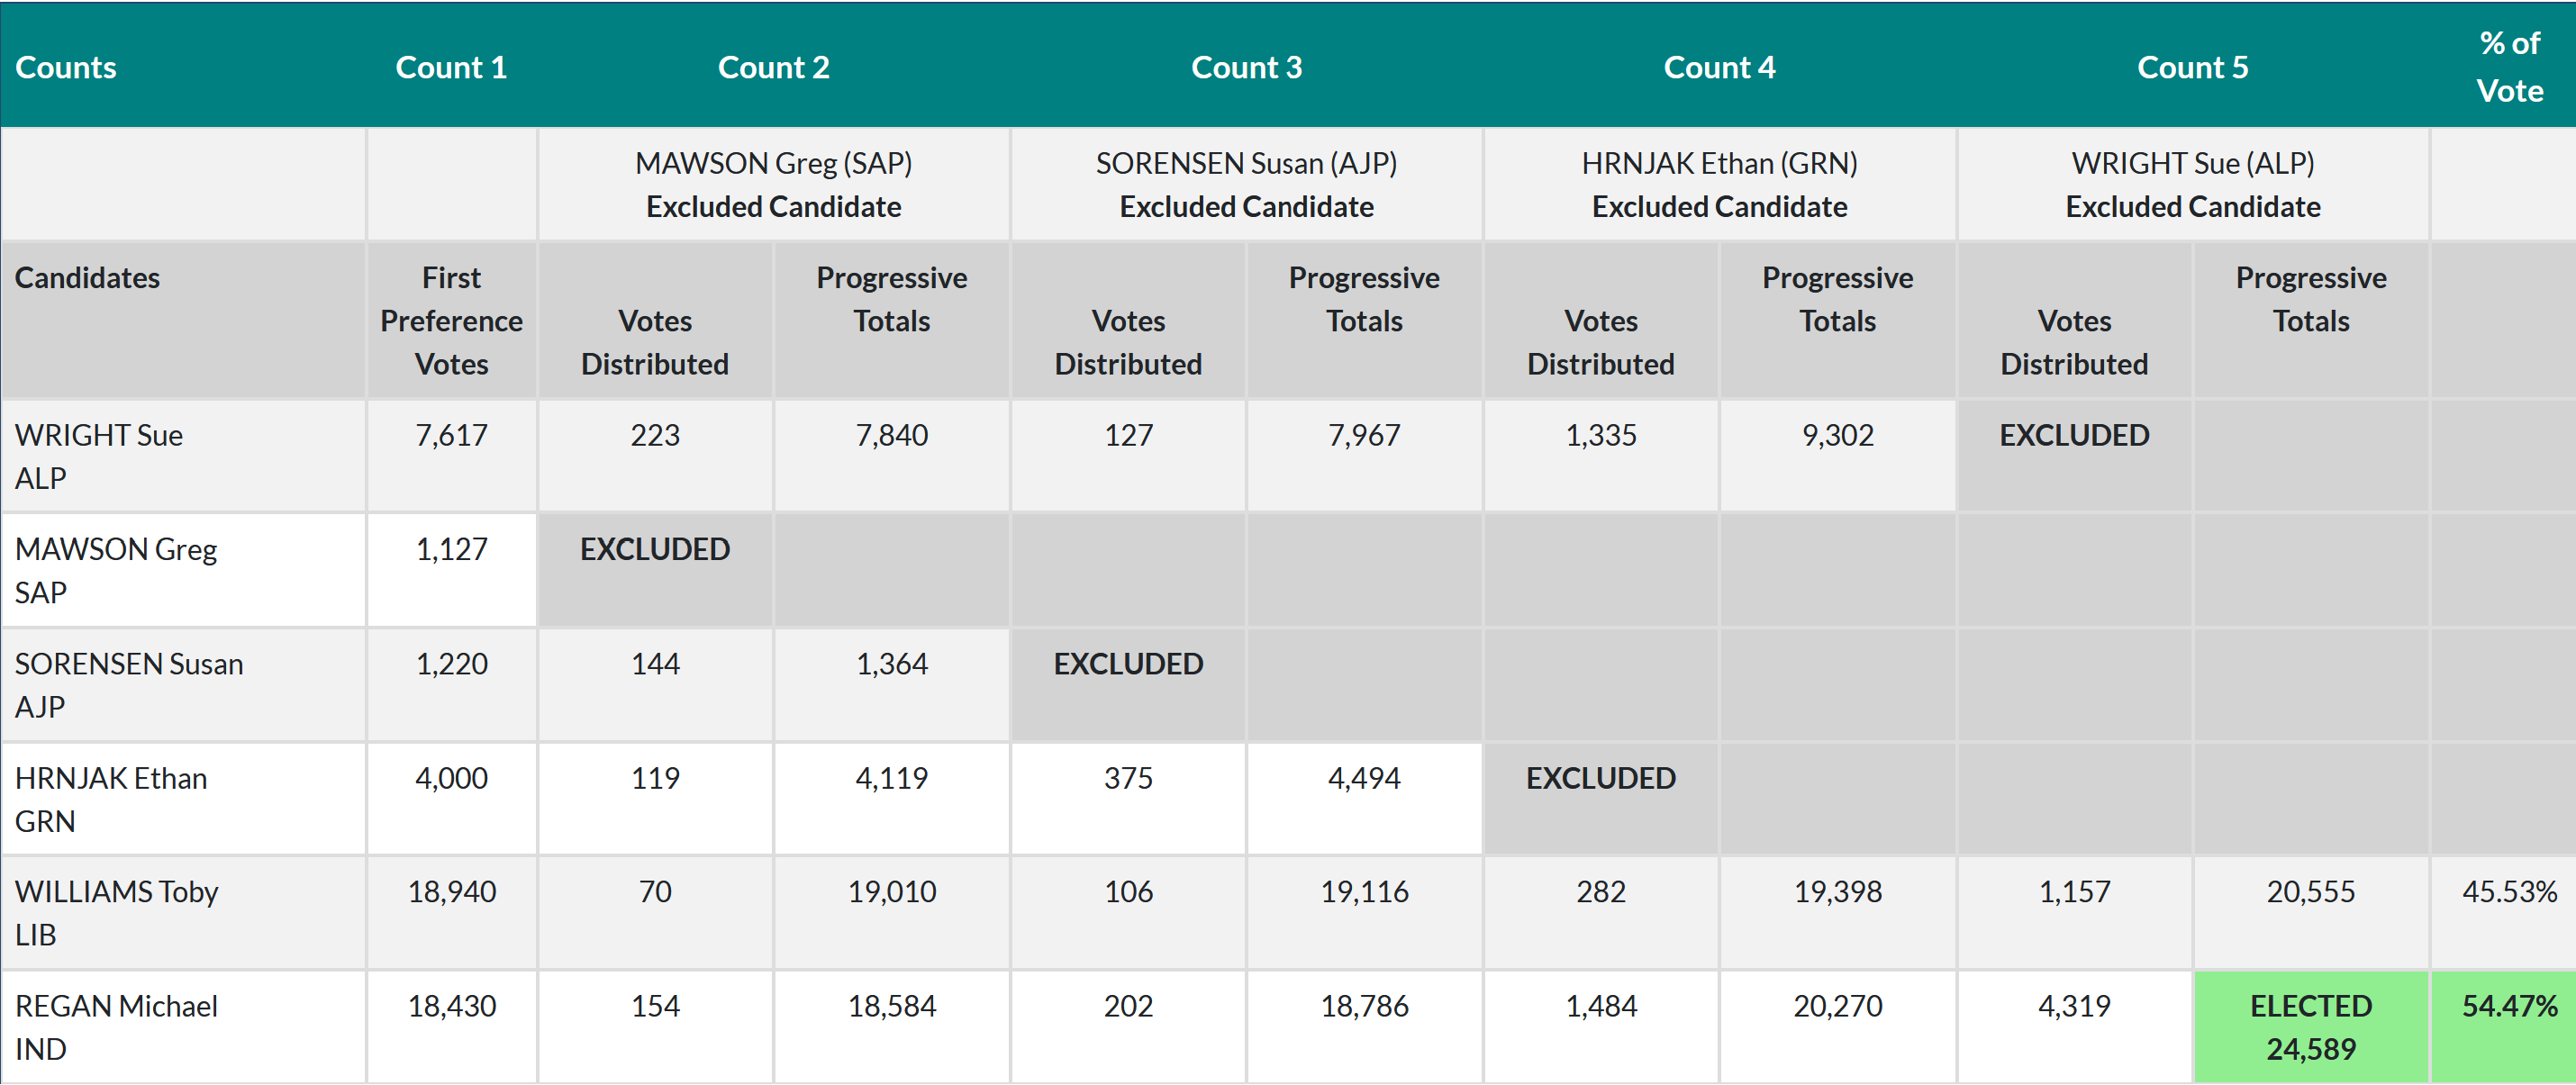 Counts Count 1 Count 2 Count 3 Count 4 Count 5 % of Vote
MAWSON Greg (SAP) SORENSEN Susan (AJP) HRNJAK Ethan (GRN) WRIGHT Sue (ALP)
Excluded Candidate Excluded Candidate Excluded Candidate Excluded Candidate
Candidates First Preference Votes Votes Distributed Progressive Totals Votes Distributed Progressive Totals Votes Distributed Progressive Totals Votes Distributed Progressive Totals
WRIGHT Sue 7,617 223 7,840 127 7,967 1,335 9,302 EXCLUDED
ALP
MAWSON Greg 1,127 EXCLUDED
SAP
SORENSEN Susan 1,220 144 1,364 EXCLUDED
AJP
HRNJAK Ethan 4,000 119 4,119 375 4,494 EXCLUDED
GRN
WILLIAMS Toby 18,940 70 19,010 106 19,116 282 19,398 1,157 20,555 45.53%
LIB
REGAN Michael 18,430 154 18,584 202 18,786 1,484 20,270 4,319 ELECTED 54.47%
IND 24,589